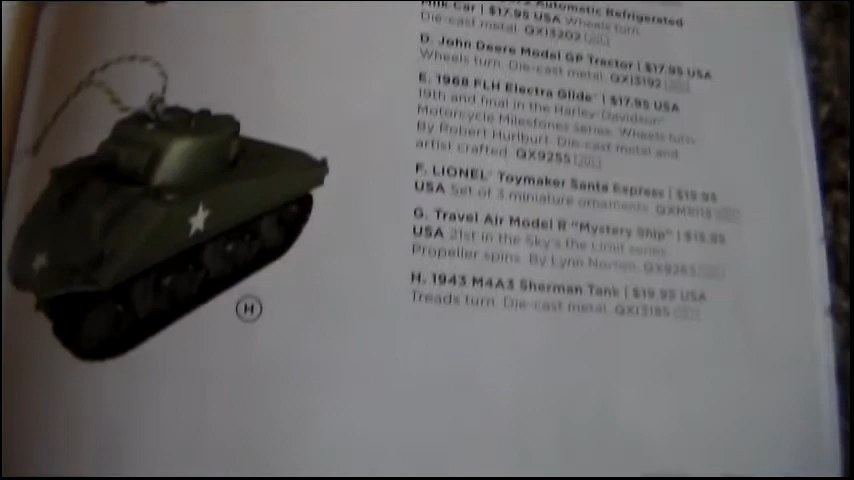 Automatic Refrigerated
Milk Car | $17.95 USA Wheels turn.
Die-cast metal. QXI3202
D. John Deere Model GP Tractor | $17.95 USA
Wheels turn. Die-cast metal. QXI3192
E. 1968 FLH Electra Glide™ | $17.95 USA
19th and final in the Harley-Davidson®
Motorcycle Milestones series. Wheels turn.
By Robert Hurlburt. Die-cast metal and
artist crafted. QX9255
F. LIONEL® Toymaker Santa Express | $15.95
USA Set of 3 miniature ornaments.
G. Travel Air Model R "Mystery Ship" | $15.95
USA 21st in the Sky's the Limit series.
Propeller spins. By Lynn Norton. QX9265
H. 1943 M4A3 Sherman Tank | $19.95 USA
Treads turn. Die-cast metal. QXI3185
H